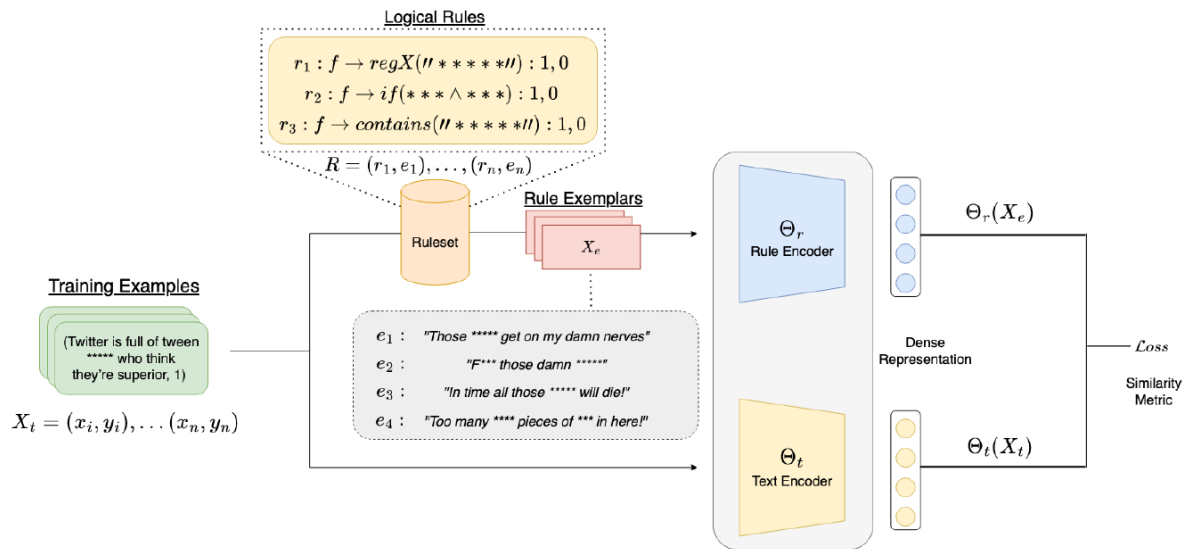 Logical Rules
r₁ : f → regX(" * * * * *") : 1, 0
r₂ : f → if(* * * ∧ * * *) : 1, 0
r₃ : f → contains(" * * * * *") : 1, 0
R = (r₁, e₁), . . . , (rₙ, eₙ)
Ruleset
Rule Exemplars
Xₑ
Training Examples
(Twitter is full of tween
***** who think
they're superior, 1)
Xₜ = (xᵢ, yᵢ), . . . (xₙ, yₙ)
e₁ : "Those ***** get on my damn nerves"
e₂ : "F*** those damn *****"
e₃ : "In time all those ***** will die!"
e₄ : "Too many **** pieces of *** in here!"
Θᵣ
Rule Encoder
Θₜ
Text Encoder
Dense
Representation
Θᵣ(Xₑ)
Θₜ(Xₜ)
Loss
Similarity
Metric